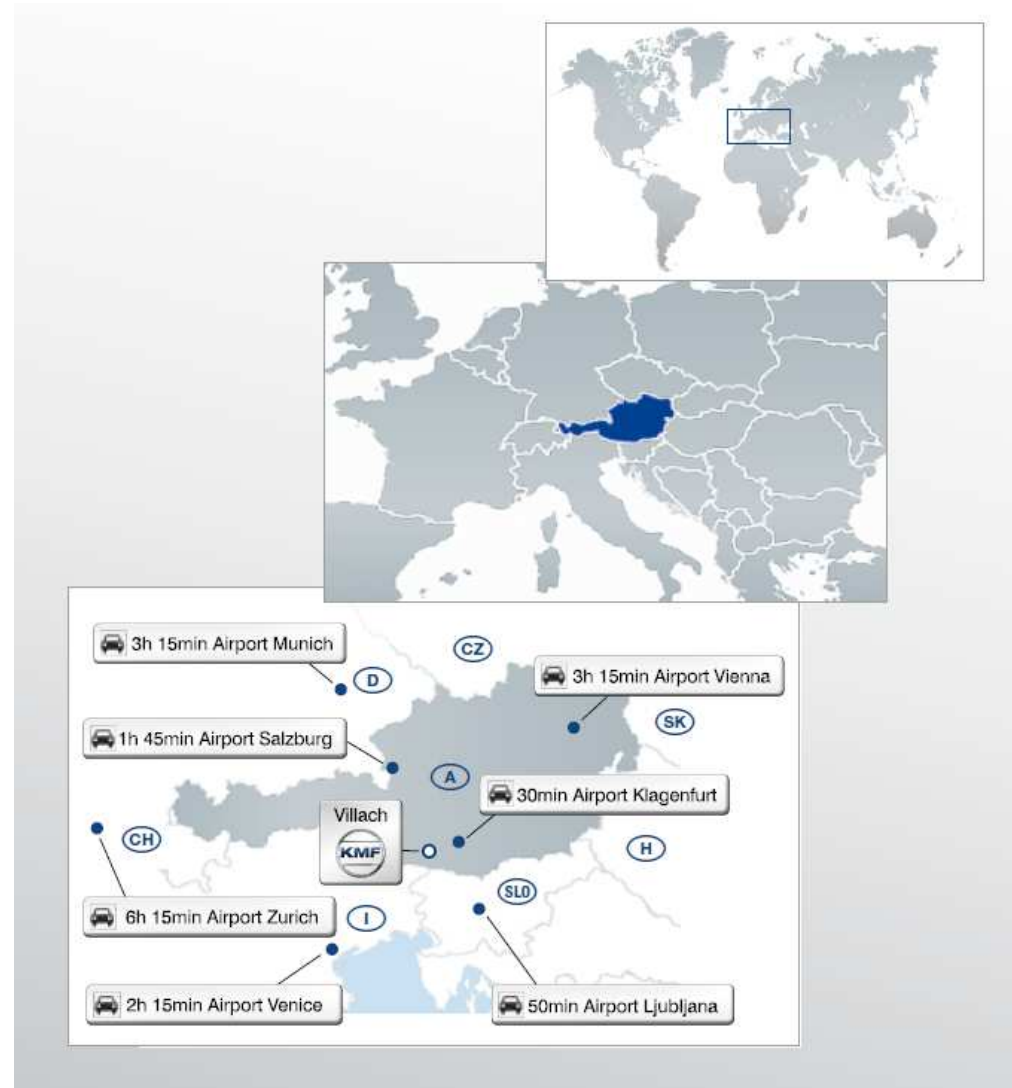 3h 15min Airport Munich
CZ
D
3h 15min Airport Vienna
SK
1h 45min Airport Salzburg
A
30min Airport Klagenfurt
Villach
KMF
CH
H
SLO
6h 15min Airport Zurich
I
2h 15min Airport Venice
50min Airport Ljubljana